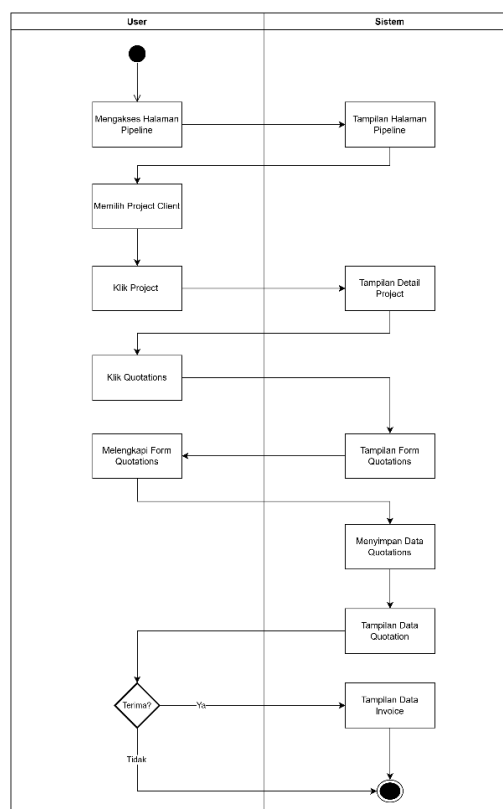 User
Sistem
Mengakses Halaman
Pipeline
Tampilan Halaman
Pipeline
Memilih Project Client
Klik Project
Tampilan Detail
Project
Klik Quotations
Melengkapi Form
Quotations
Tampilan Form
Quotations
Menyimpan Data
Quotations
Tampilan Data
Quotation
Terima?
Ya
Tampilan Data
Invoice
Tidak